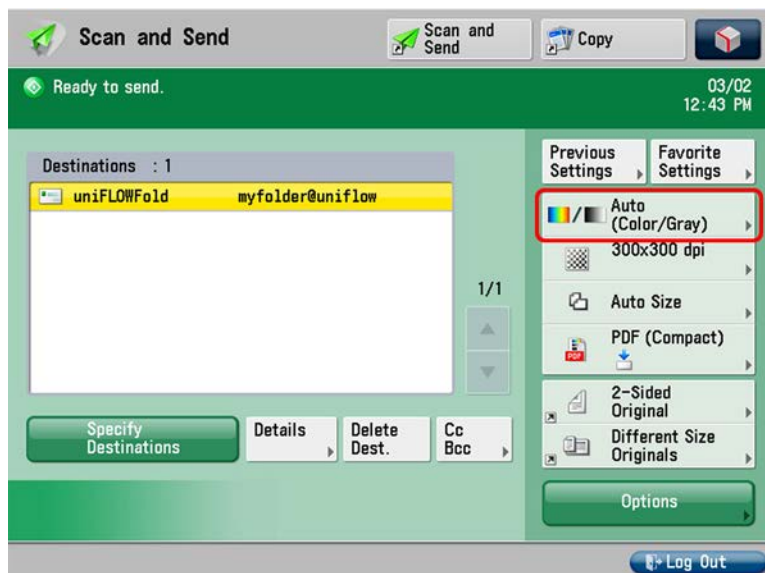 Scan and Send
Scan and
Send
Copy
Ready to send.
03/02
12:43 PM
Destinations : 1
uniFLOWFold myfolder@uniflow
1/1
Specify
Destinations
Details
Delete
Dest.
Cc
Bcc
Previous
Settings
Favorite
Settings
Auto
(Color/Gray)
300x300 dpi
Auto Size
PDF
PDF (Compact)
2-Sided
Original
Different Size
Originals
Options
Log Out